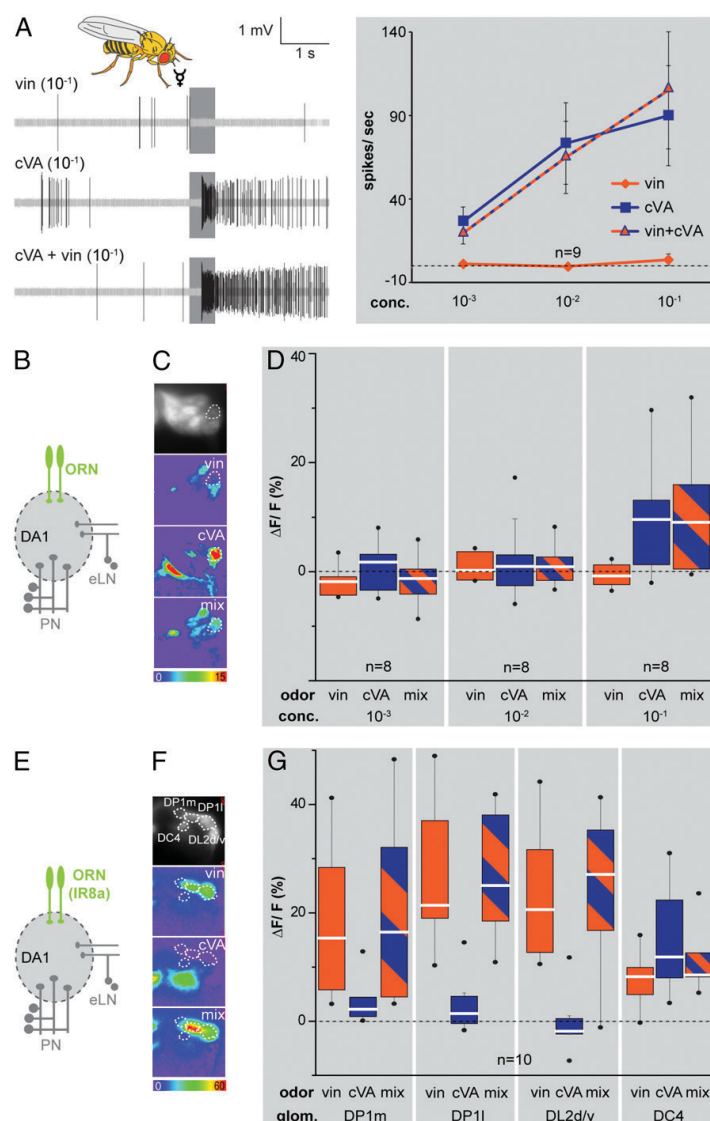 A
1 mV
1 s
vin (10⁻¹)
cVA (10⁻¹)
cVA + vin (10⁻¹)
spikes/ sec
140
90
40
-10
vin
cVA
vin+cVA
n=9
conc. 10⁻³ 10⁻² 10⁻¹
B
ORN
DA1
eLN
PN
C
vin
cVA
mix
0 15
D
ΔF/ F (%)
40
20
0
n=8 n=8 n=8
odor vin cVA mix vin cVA mix vin cVA mix
conc. 10⁻³ 10⁻² 10⁻¹
E
ORN
(IR8a)
DA1
eLN
PN
F
DP1m DP1l
DC4 DL2d/v
vin
cVA
mix
0 60
G
ΔF/ F (%)
40
20
0
n=10
odor vin cVA mix vin cVA mix vin cVA mix vin cVA mix
glom. DP1m DP1l DL2d/v DC4